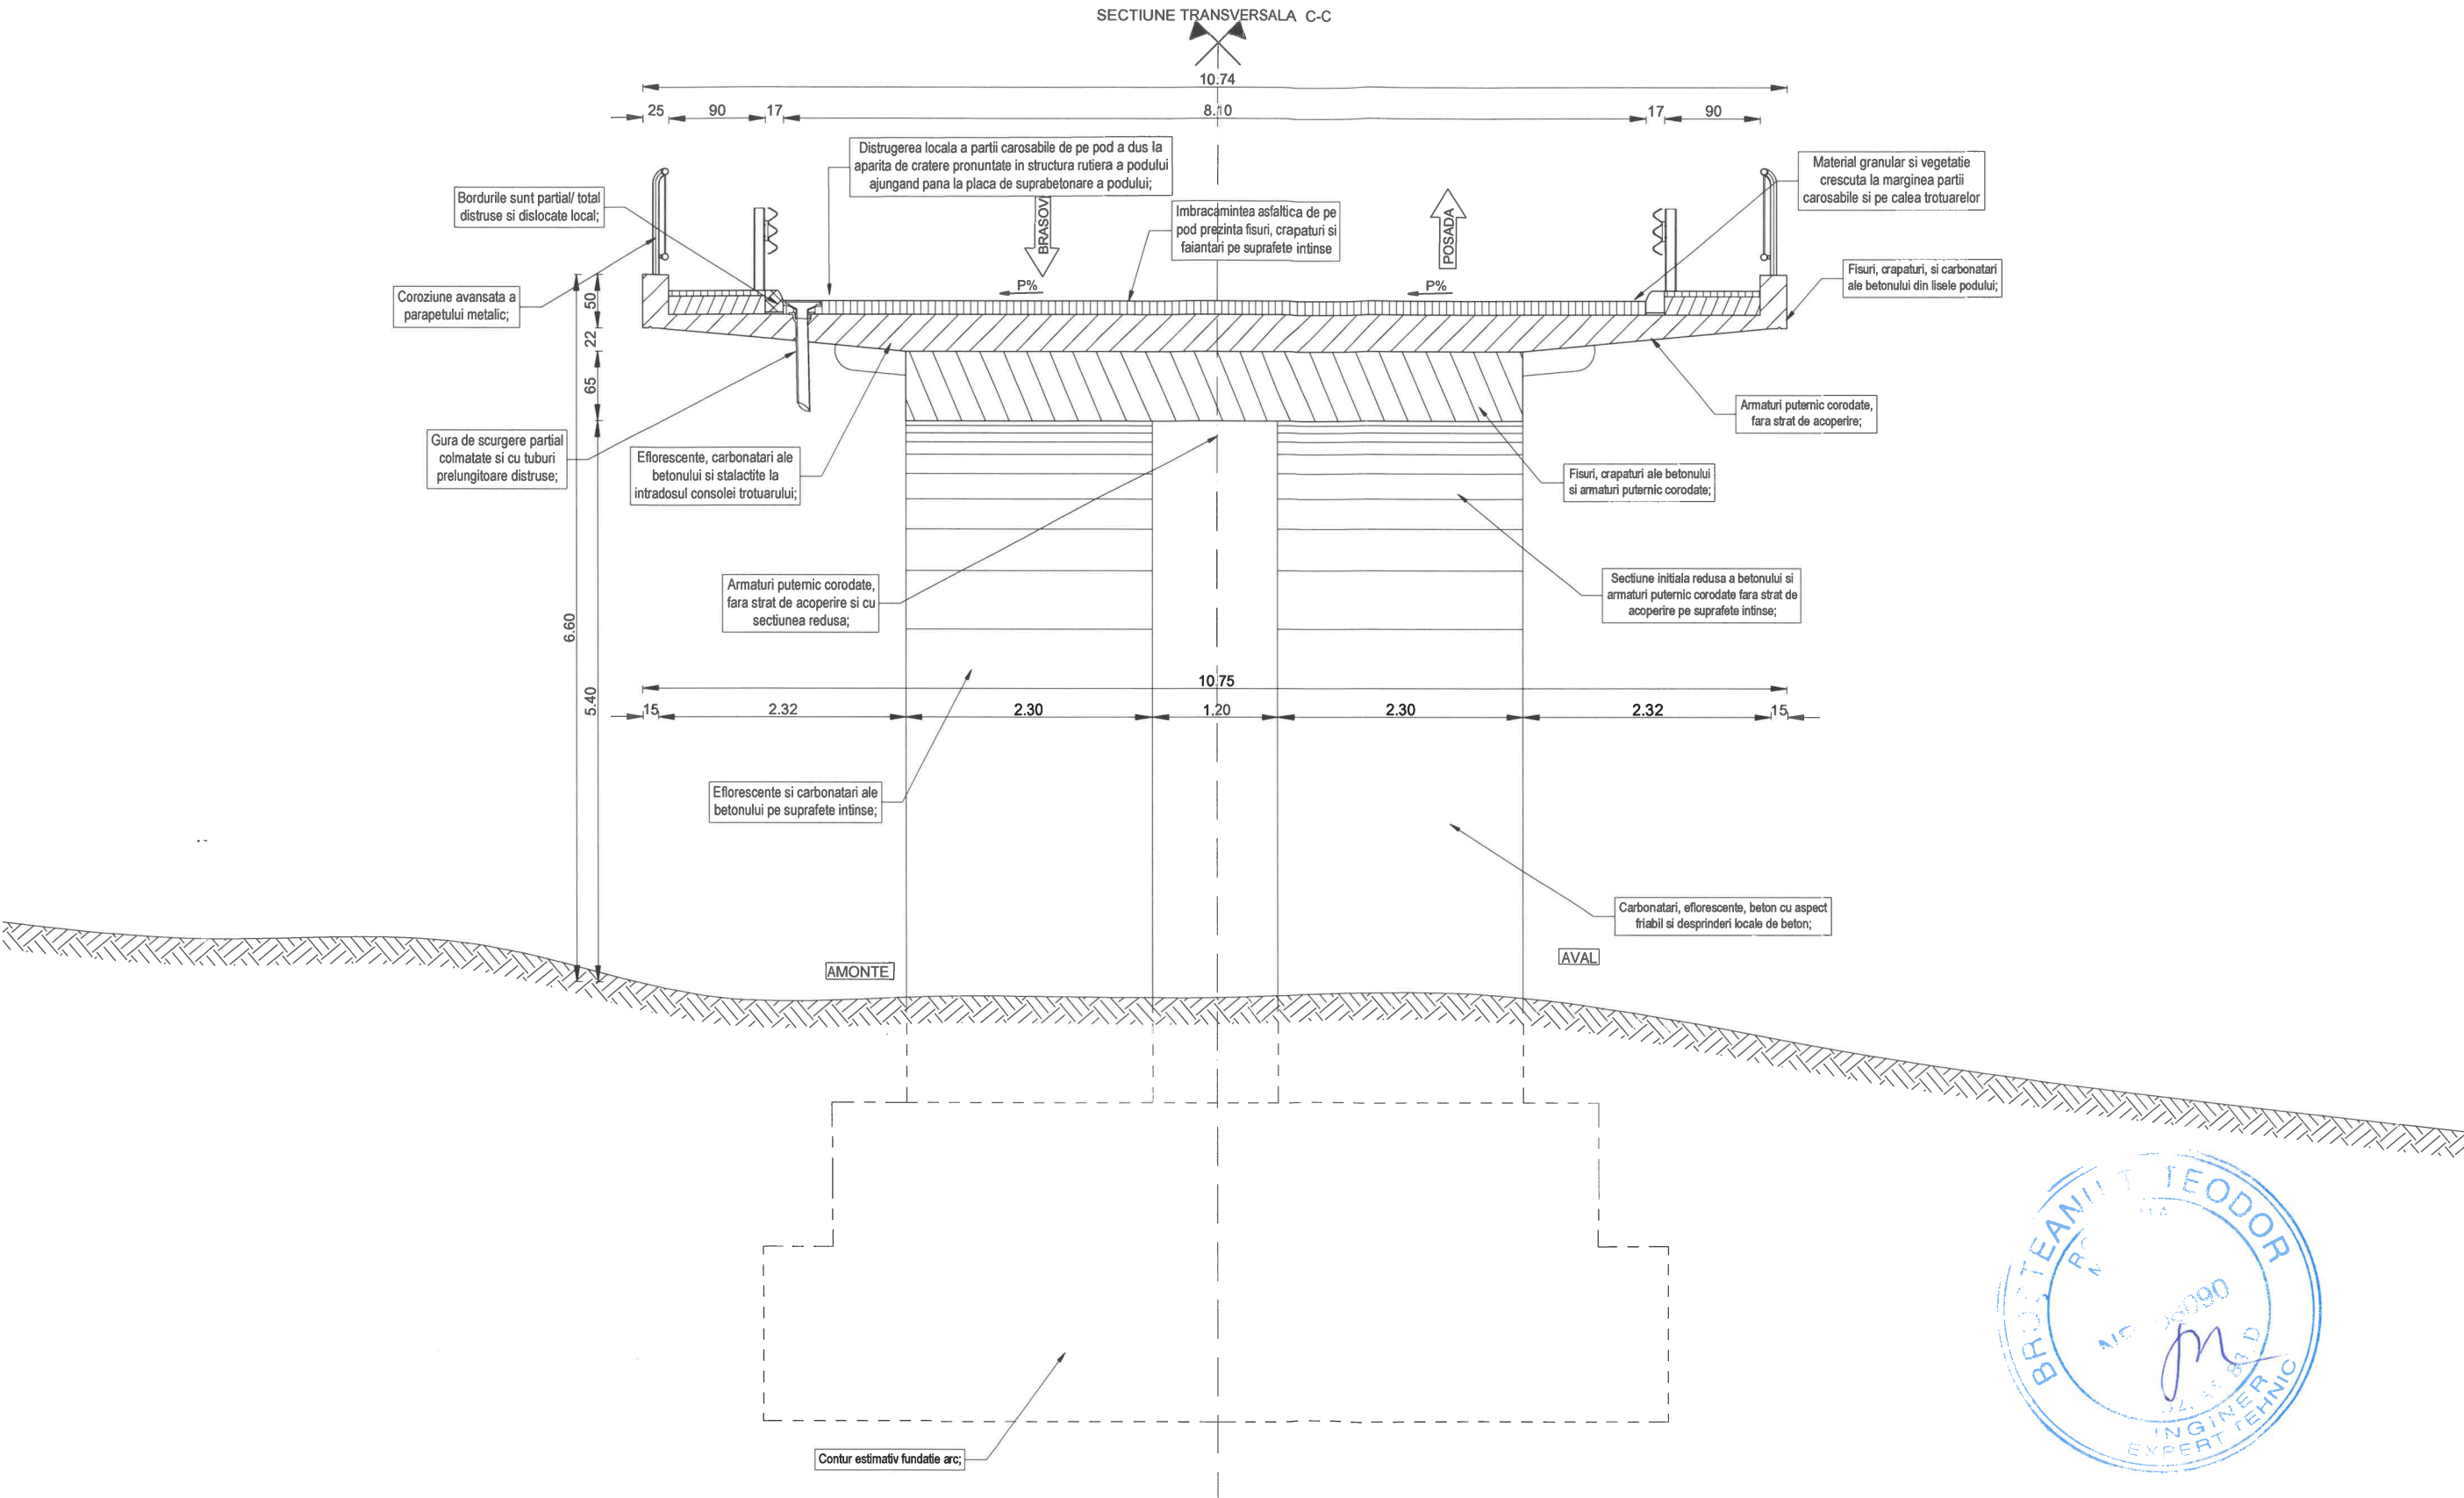 SECTIUNE TRANSVERSALA C-C
10.74
25
90
17
8.10
17
90
Distrugerea locala a partii carosabile de pe pod a dus la
aparita de cratere pronuntate in structura rutiera a podului
ajungand pana la placa de suprabetonare a podului;
Material granular si vegetatie
crescuta la marginea partii
carosabile si pe calea trotuarelor
Bordurile sunt partial/ total
distruse si dislocate local;
Imbracamintea asfaltica de pe
pod prezinta fisuri, crapaturi si
faiantari pe suprafete intinse
BRASOV
POSADA
Coroziune avansata a
parapetului metalic;
Fisuri, crapaturi, si carbonatari
ale betonului din lisele podului;
P%
P%
50
22
65
Armaturi puternic corodate,
fara strat de acoperire;
Gura de scurgere partial
colmatate si cu tuburi
prelungitoare distruse;
Eflorescente, carbonatari ale
betonului si stalactite la
intradosul consolei trotuarului;
Fisuri, crapaturi ale betonului
si armaturi puternic corodate;
Armaturi puternic corodate,
fara strat de acoperire si cu
sectiunea redusa;
Sectiune initiala redusa a betonului si
armaturi puternic corodate fara strat de
acoperire pe suprafete intinse;
6.60
5.40
10.75
15
2.32
2.30
1.20
2.30
2.32
15
Eflorescente si carbonatari ale
betonului pe suprafete intinse;
Carbonatari, eflorescente, beton cu aspect
friabil si desprinderi locale de beton;
AMONTE
AVAL
Contur estimativ fundatie arc;
TEODOR
INGINER
EXPERT TEHNIC